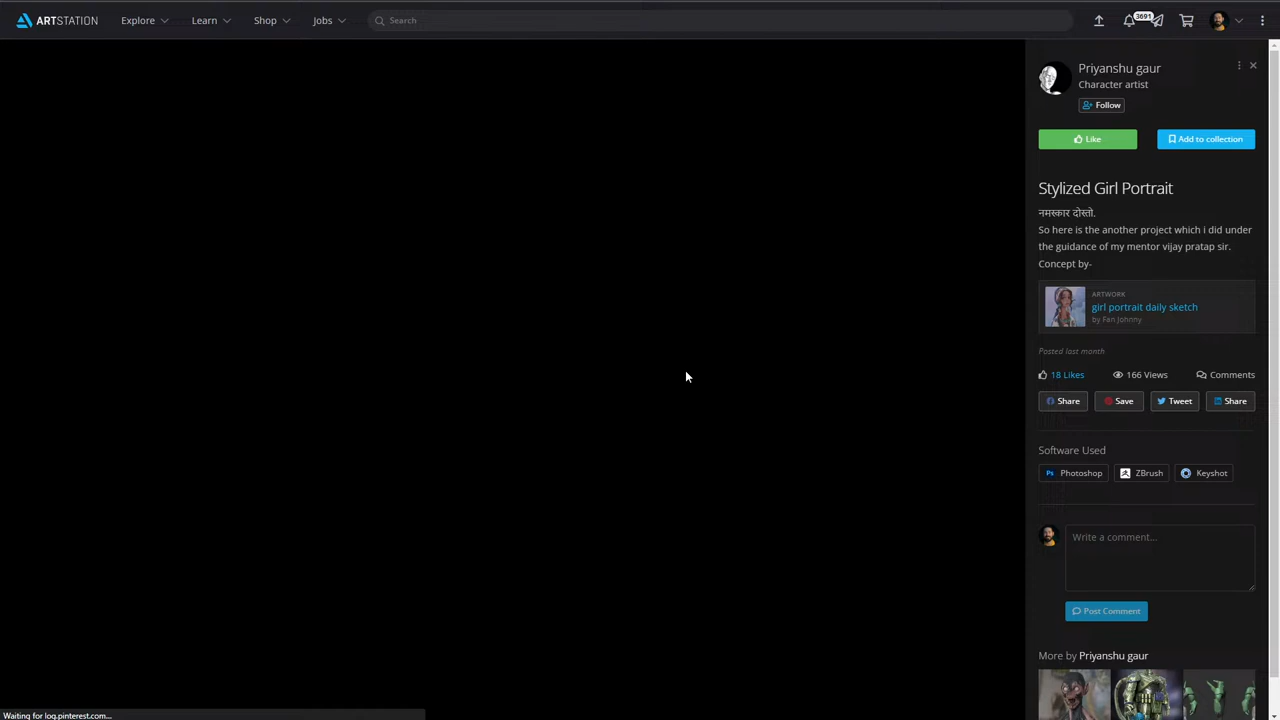 ARTSTATION Explore Learn Shop Jobs Search 3691
Priyanshu gaur
Character artist
Follow
Like Add to collection
Stylized Girl Portrait
नमस्कार दोस्तो.
So here is the another project which i did under
the guidance of my mentor vijay pratap sir.
Concept by-
ARTWORK
girl portrait daily sketch
by Fan Johnny
Posted last month
18 Likes 166 Views Comments
Share Save Tweet Share
Software Used
Ps Photoshop ZBrush Keyshot
Write a comment...
Post Comment
More by Priyanshu gaur
Waiting for log.pinterest.com...